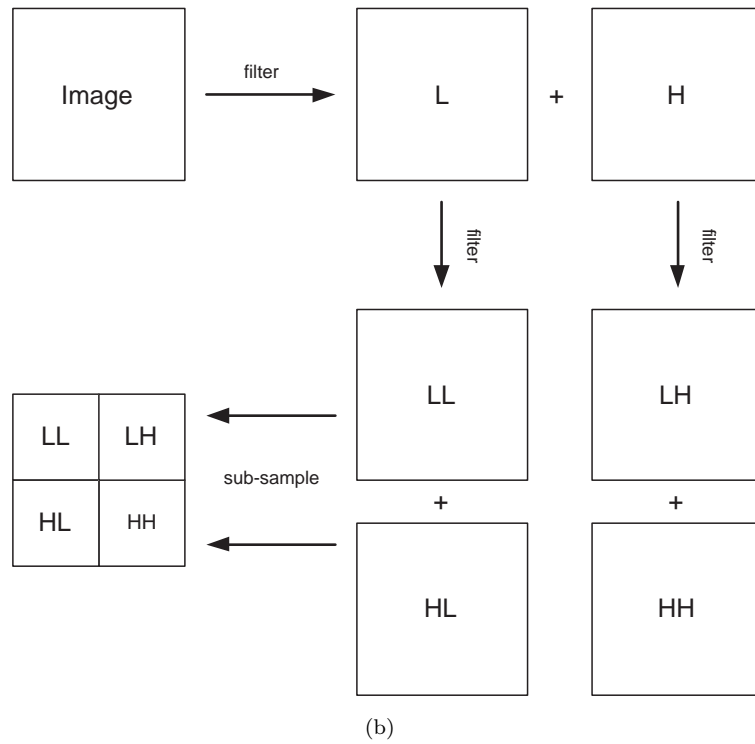 Image
filter
L
+
H
filter
filter
LL
LH
LL
LH
sub-sample
+
+
HL
HH
HL
HH
(b)